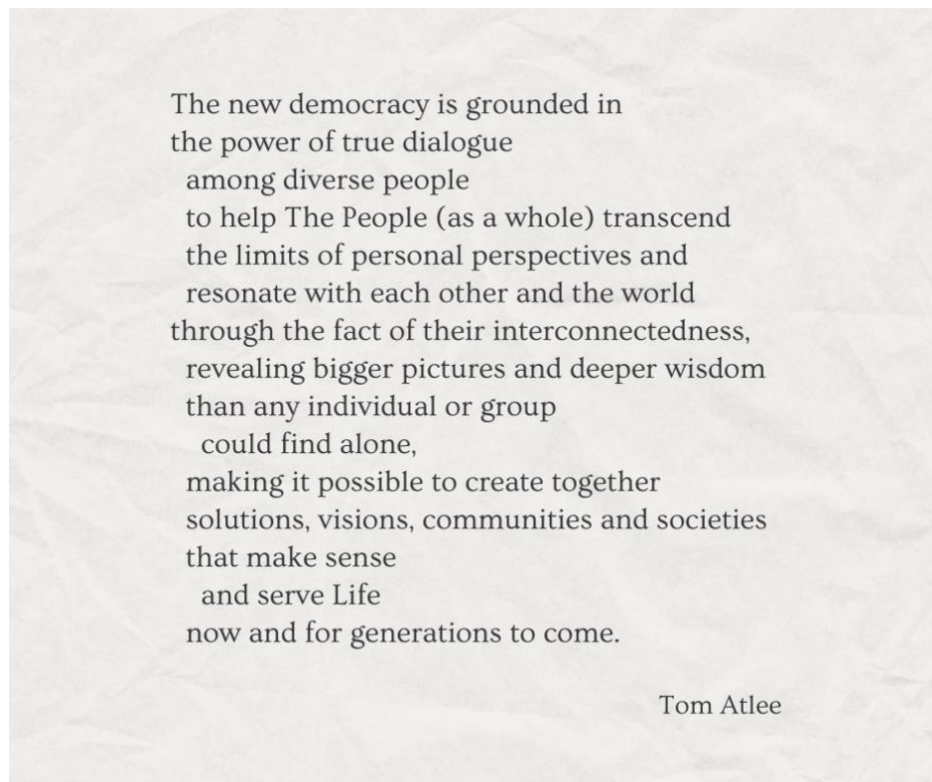 The new democracy is grounded in
the power of true dialogue
among diverse people
to help The People (as a whole) transcend
the limits of personal perspectives and
resonate with each other and the world
through the fact of their interconnectedness,
revealing bigger pictures and deeper wisdom
than any individual or group
could find alone,
making it possible to create together
solutions, visions, communities and societies
that make sense
and serve Life
now and for generations to come.
Tom Atlee